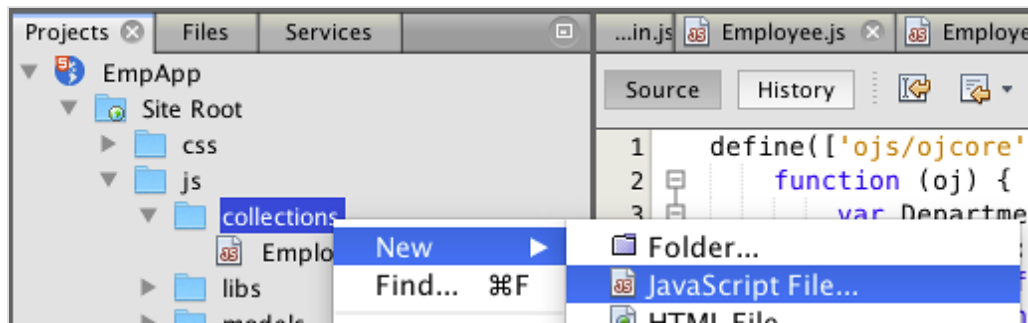 Projects Files Services
EmpApp
Site Root
css
js
collections
Emplo
libs
models
New
Find... ⌘F
Folder...
JavaScript File...
HTML File
...in.js Employee.js Employe
Source History
1 define(['ojs/ojcore'
2 function (oj) {
3 var Departme